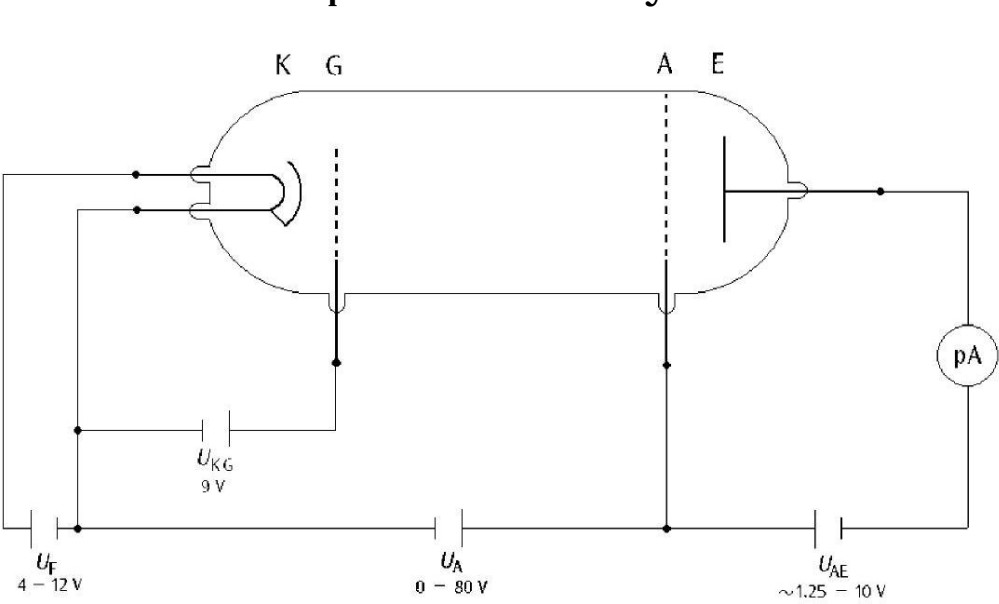 K G A E
pA
U_KG
9 V
U_F
4 – 12 V
U_A
0 – 80 V
U_AE
~1.25 – 10 V